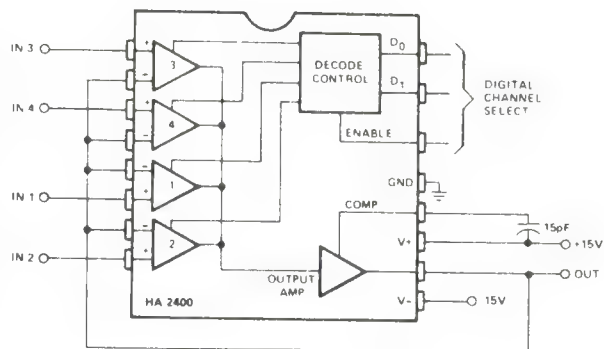 IN 3
+
−
3
IN 4
+
−
4
−
1
IN 1
+
−
2
IN 2
+
HA 2400
DECODE
CONTROL
D0
D1
ENABLE
DIGITAL
CHANNEL
SELECT
GND
COMP
15pF
V+
+15V
OUTPUT
AMP
OUT
V−
15V